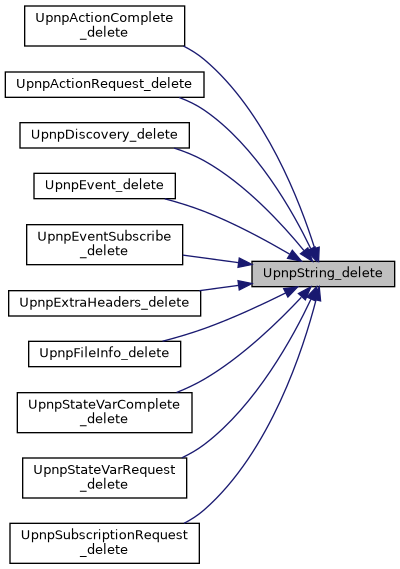 UpnpActionComplete
_delete
UpnpActionRequest_delete
UpnpDiscovery_delete
UpnpEvent_delete
UpnpEventSubscribe
_delete
UpnpString_delete
UpnpExtraHeaders_delete
UpnpFileInfo_delete
UpnpStateVarComplete
_delete
UpnpStateVarRequest
_delete
UpnpSubscriptionRequest
_delete